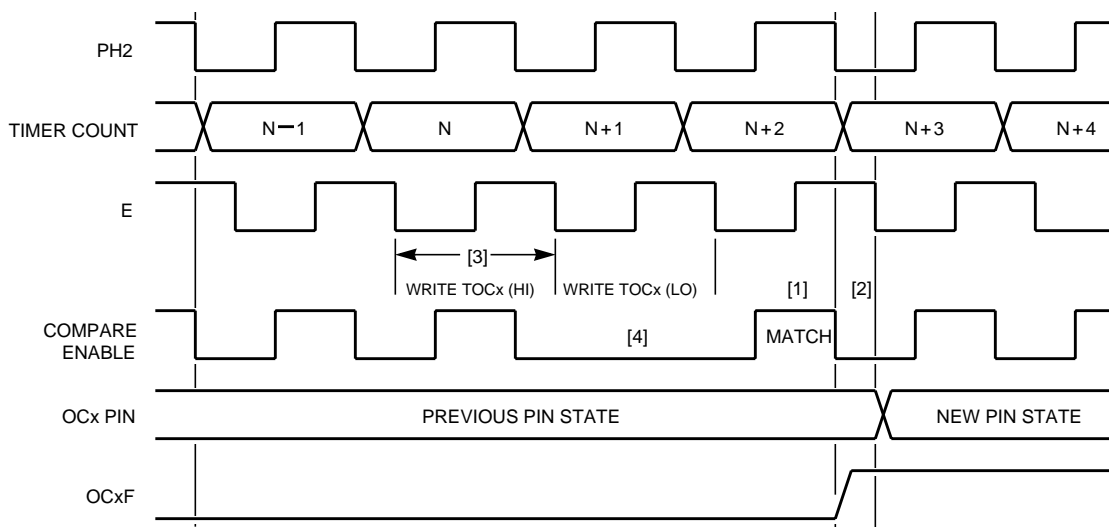 PH2
TIMER COUNT
N—1
N
N+1
N+2
N+3
N+4
E
[3]
WRITE TOCx (HI)
WRITE TOCx (LO)
[1]
[2]
COMPARE
ENABLE
[4]
MATCH
OCx PIN
PREVIOUS PIN STATE
NEW PIN STATE
OCxF